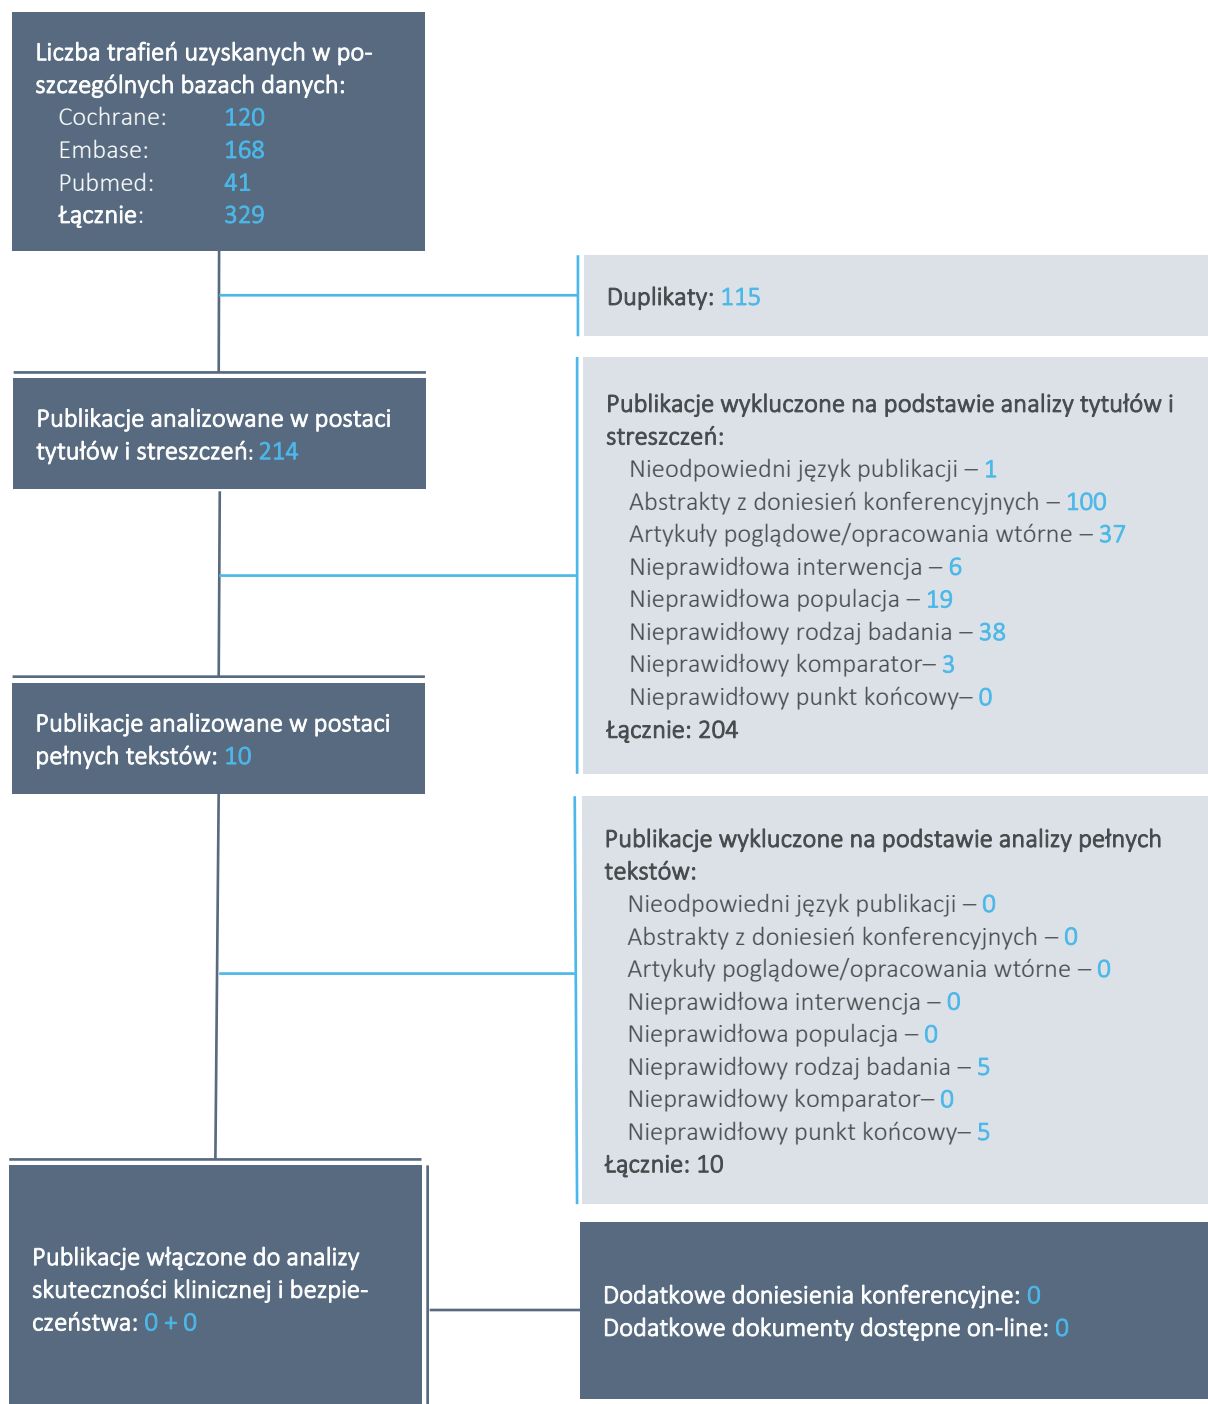 Liczba trafień uzyskanych w po-
szczególnych bazach danych:
Cochrane: 120
Embase: 168
Pubmed: 41
Łącznie: 329
Duplikaty: 115
Publikacje analizowane w postaci
tytułów i streszczeń: 214
Publikacje wykluczone na podstawie analizy tytułów i
streszczeń:
Nieodpowiedni język publikacji – 1
Abstrakty z doniesień konferencyjnych – 100
Artykuły poglądowe/opracowania wtórne – 37
Nieprawidłowa interwencja – 6
Nieprawidłowa populacja – 19
Nieprawidłowy rodzaj badania – 38
Nieprawidłowy komparator– 3
Nieprawidłowy punkt końcowy– 0
Łącznie: 204
Publikacje analizowane w postaci
pełnych tekstów: 10
Publikacje wykluczone na podstawie analizy pełnych
tekstów:
Nieodpowiedni język publikacji – 0
Abstrakty z doniesień konferencyjnych – 0
Artykuły poglądowe/opracowania wtórne – 0
Nieprawidłowa interwencja – 0
Nieprawidłowa populacja – 0
Nieprawidłowy rodzaj badania – 5
Nieprawidłowy komparator– 0
Nieprawidłowy punkt końcowy– 5
Łącznie: 10
Publikacje włączone do analizy
skuteczności klinicznej i bezpie-
czeństwa: 0 + 0
Dodatkowe doniesienia konferencyjne: 0
Dodatkowe dokumenty dostępne on-line: 0